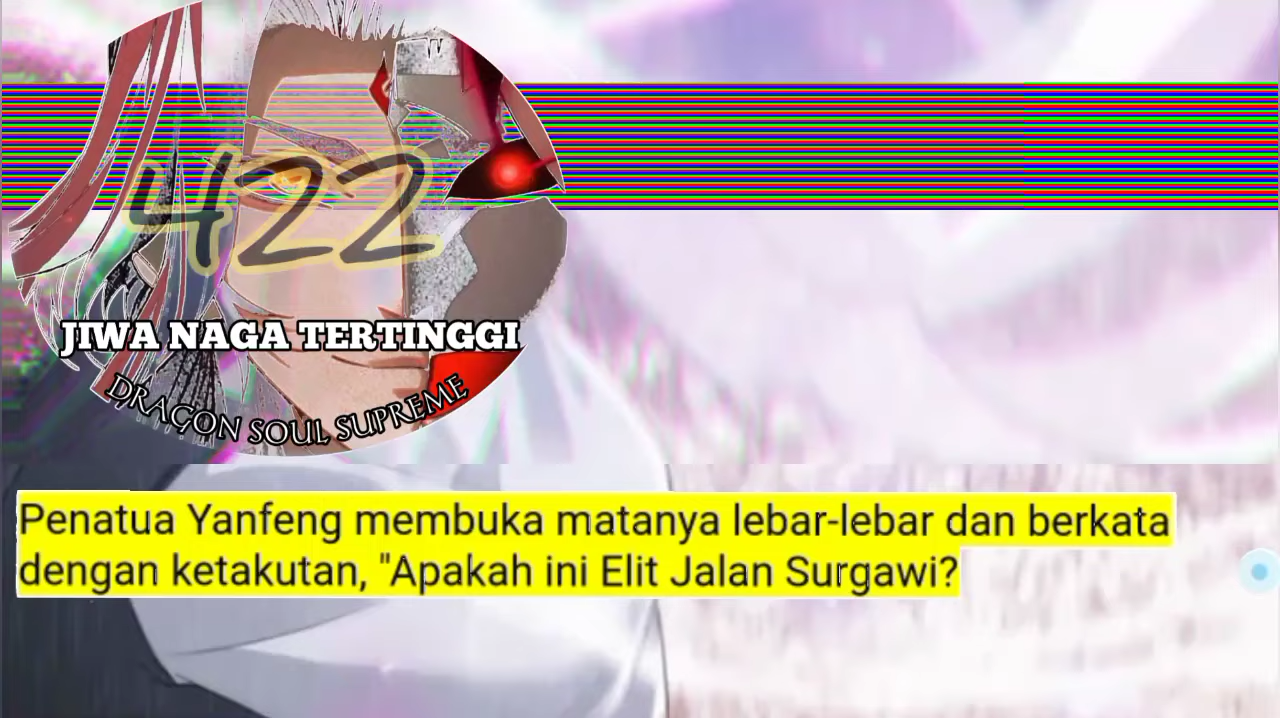 422
JIWA NAGA TERTINGGI
DRAGON SOUL SUPREME
Penatua Yanfeng membuka matanya lebar-lebar dan berkata
dengan ketakutan, "Apakah ini Elit Jalan Surgawi?